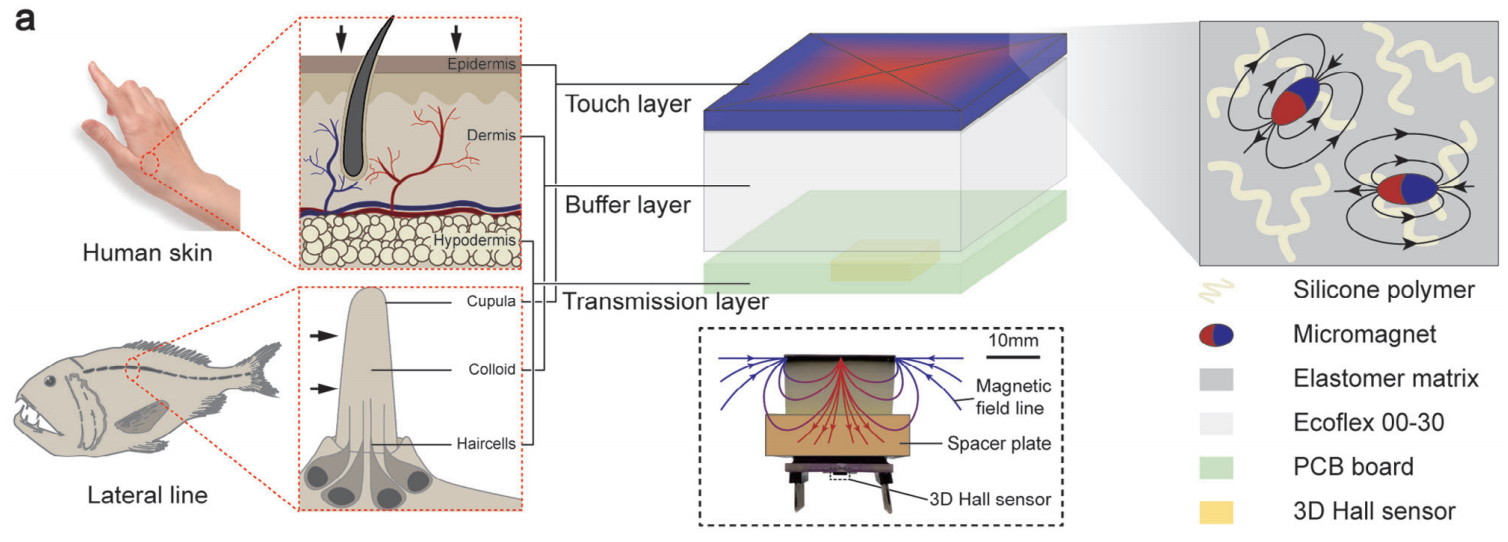 a
Epidermis
Dermis
Hypodermis
Human skin
Touch layer
Buffer layer
Transmission layer
Cupula
Colloid
Haircells
Lateral line
10mm
Magnetic
field line
Spacer plate
3D Hall sensor
Silicone polymer
Micromagnet
Elastomer matrix
Ecoflex 00-30
PCB board
3D Hall sensor